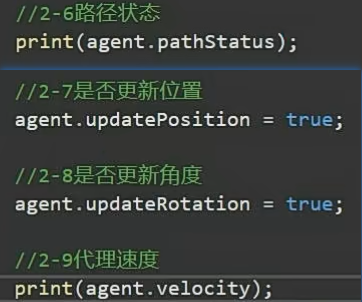 //2-6路径状态
print(agent.pathStatus);
//2-7是否更新位置
agent.updatePosition = true;
//2-8是否更新角度
agent.updateRotation = true;
//2-9代理速度
print(agent.velocity);